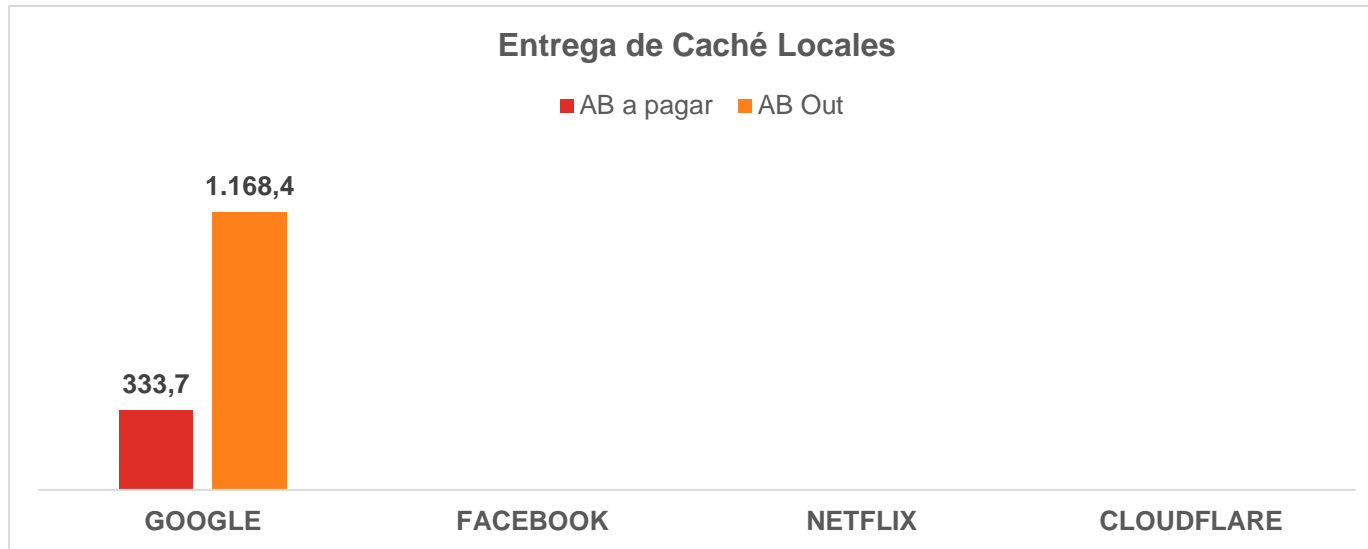 Entrega de Caché Locales
AB a pagar AB Out
1.168,4
333,7
GOOGLE FACEBOOK NETFLIX CLOUDFLARE